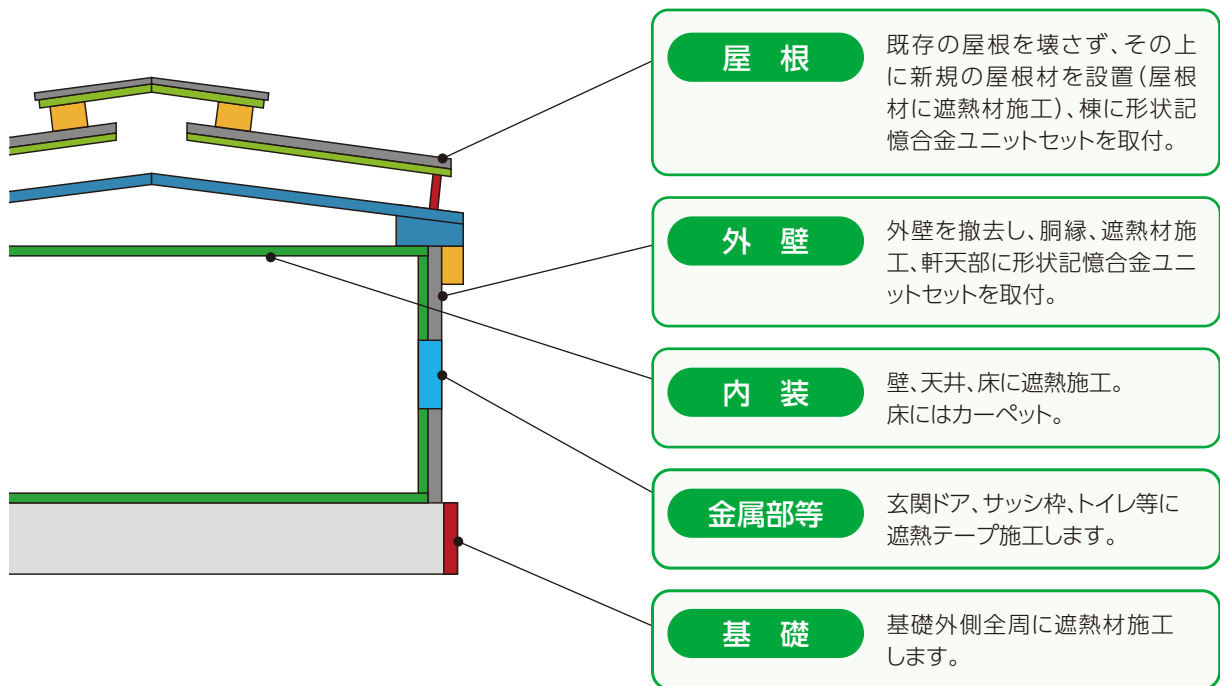 屋根
既存の屋根を壊さず、その上
に新規の屋根材を設置(屋根
材に遮熱材施工)、棟に形状記
憶合金ユニットセットを取付。
外壁
外壁を撤去し、胴縁、遮熱材施
工、軒天部に形状記憶合金ユニ
ットセットを取付。
内装
壁、天井、床に遮熱施工。
床にはカーペット。
金属部等
玄関ドア、サッシ枠、トイレ等に
遮熱テープ施工します。
基礎
基礎外側全周に遮熱材施工
します。